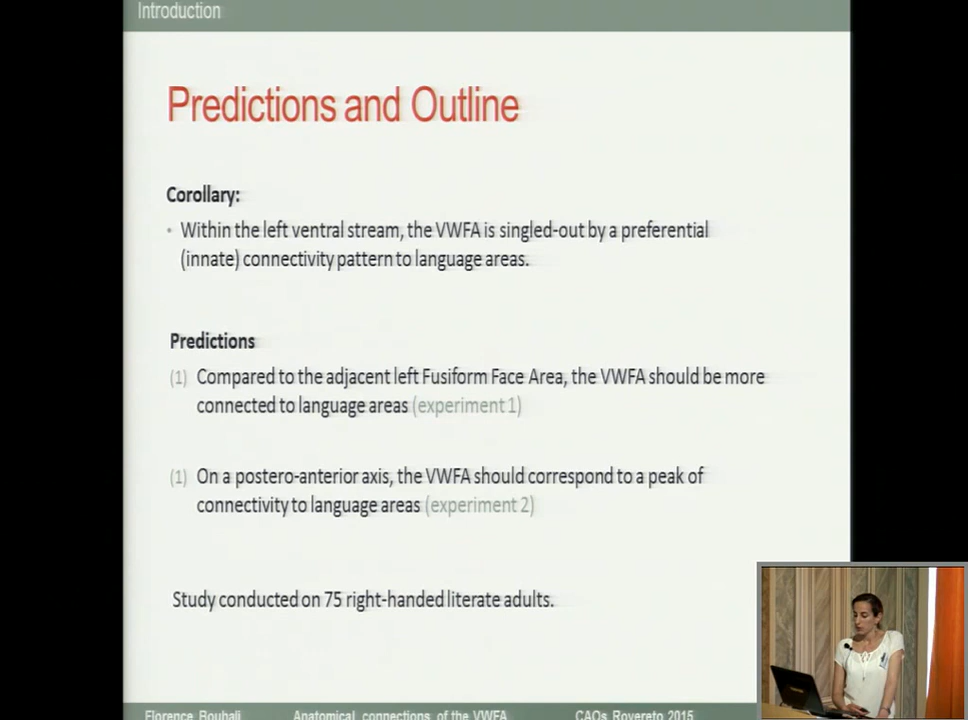 Introduction
Predictions and Outline
Corollary:
• Within the left ventral stream, the VWFA is singled-out by a preferential
(innate) connectivity pattern to language areas.
Predictions
(1) Compared to the adjacent left Fusiform Face Area, the VWFA should be more
connected to language areas (experiment 1)
(1) On a postero-anterior axis, the VWFA should correspond to a peak of
connectivity to language areas (experiment 2)
Study conducted on 75 right-handed literate adults.
Florence Bouhali Anatomical connections of the VWFA CAOs Rovereto 2015